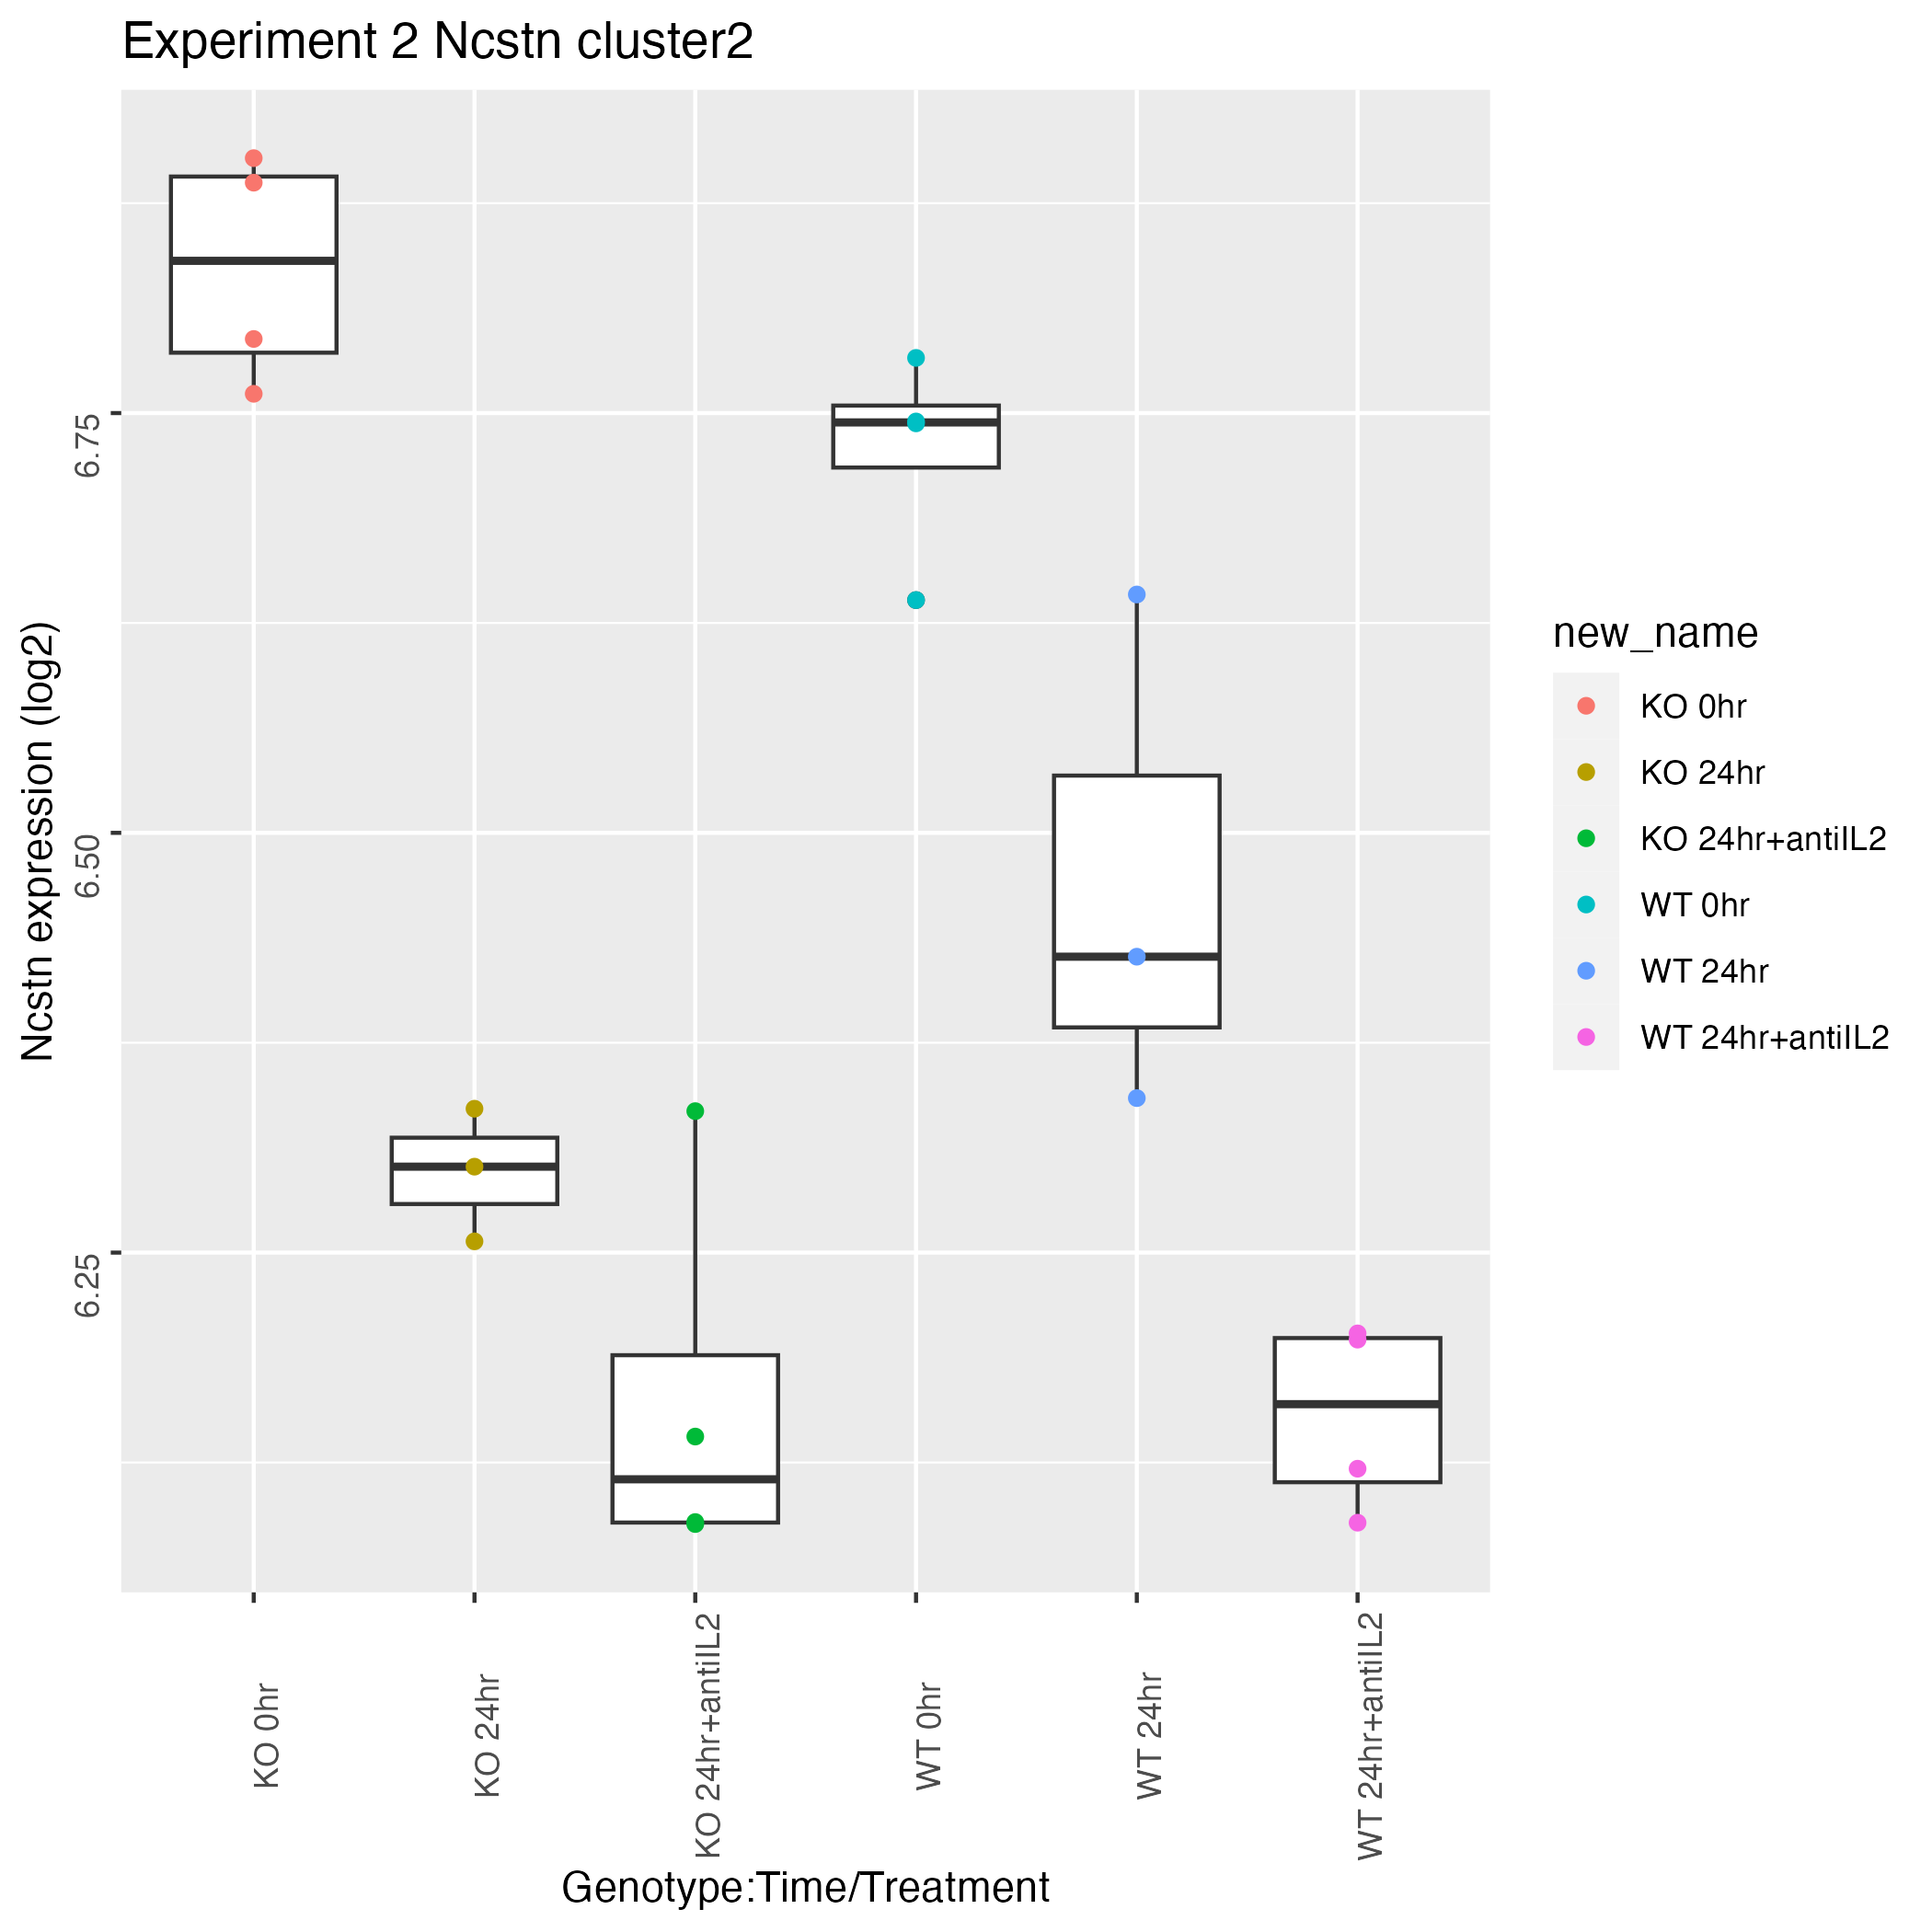 Experiment 2 Ncstn cluster2
Ncstn expression (log2)
6.75
6.50
6.25
KO 0hr
KO 24hr
KO 24hr+antiIL2
WT 0hr
WT 24hr
WT 24hr+antiIL2
Genotype:Time/Treatment
new_name
KO 0hr
KO 24hr
KO 24hr+antiIL2
WT 0hr
WT 24hr
WT 24hr+antiIL2